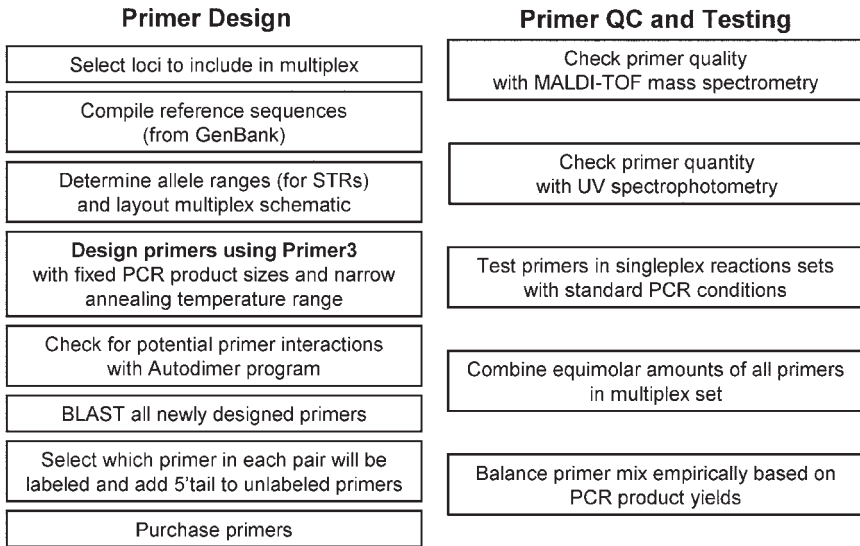 Primer Design
Select loci to include in multiplex
Compile reference sequences
(from GenBank)
Determine allele ranges (for STRs)
and layout multiplex schematic
Design primers using Primer3
with fixed PCR product sizes and narrow
annealing temperature range
Check for potential primer interactions
with Autodimer program
BLAST all newly designed primers
Select which primer in each pair will be
labeled and add 5'tail to unlabeled primers
Purchase primers
Primer QC and Testing
Check primer quality
with MALDI-TOF mass spectrometry
Check primer quantity
with UV spectrophotometry
Test primers in singleplex reactions sets
with standard PCR conditions
Combine equimolar amounts of all primers
in multiplex set
Balance primer mix empirically based on
PCR product yields